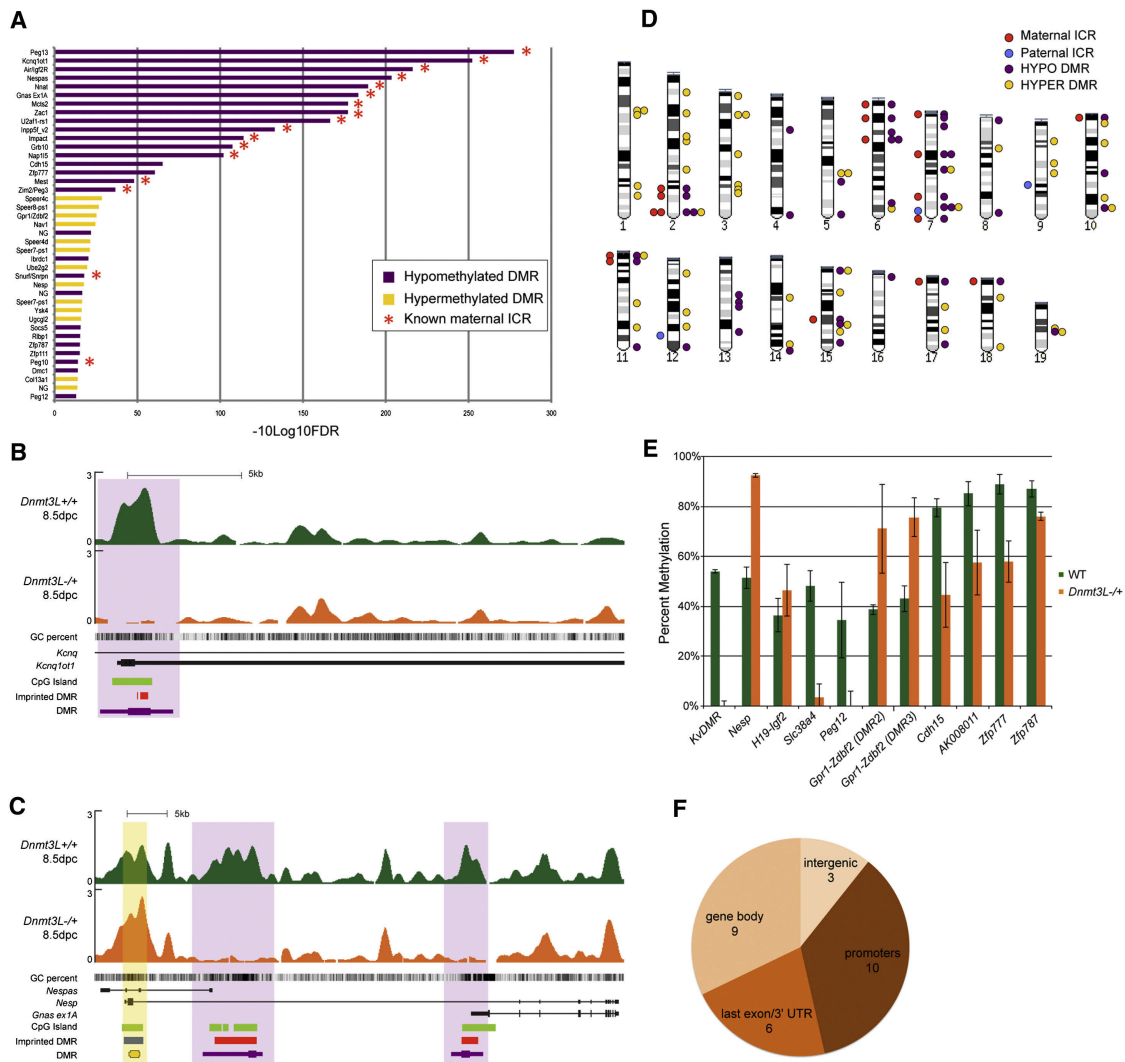 A
Peg13
Kcnq1ot1
Air/Igf2R
Nespas
Nnat
Gnas Ex1A
Mcts2
Zac1
U2af1-rs1
Inpp5f_v2
Impact
Grb10
Nap1l5
Cdh15
Zfp777
Mest
Zim2/Peg3
Speer4c
Speer8-ps1
Gpr1/Zdbf2
Nav1
NG
Speer4d
Speer7-ps1
Ibrdc1
Ube2g2
Snurf/Snrpn
Nesp
NG
Speer7-ps1
Ysk4
Ugcgl2
Socs5
Rlbp1
Zfp787
Zfp111
Peg10
Dmc1
Col13a1
NG
Peg12
Hypomethylated DMR
Hypermethylated DMR
* Known maternal ICR
0 50 100 150 200 250 300
-10Log10FDR
B
5kb
3
Dnmt3L+/+
8.5dpc
0
3
Dnmt3L-/+
8.5dpc
0
GC percent
Kcnq
Kcnq1ot1
CpG Island
Imprinted DMR
DMR
C
5kb
3
Dnmt3L+/+
8.5dpc
0
3
Dnmt3L-/+
8.5dpc
0
GC percent
Nespas
Nesp
Gnas ex1A
CpG Island
Imprinted DMR
DMR
D
Maternal ICR
Paternal ICR
HYPO DMR
HYPER DMR
1 2 3 4 5 6 7 8 9 10
11 12 13 14 15 16 17 18 19
E
100%
80%
60%
40%
20%
0%
Percent Methylation
WT
Dnmt3L-/+
KvDMR
Nesp
H19-Igf2
Slc38a4
Peg12
Gpr1-Zdbf2 (DMR2)
Gpr1-Zdbf2 (DMR3)
Cdh15
AK008011
Zfp777
Zfp787
F
intergenic
3
gene body
9
promoters
10
last exon/3' UTR
6